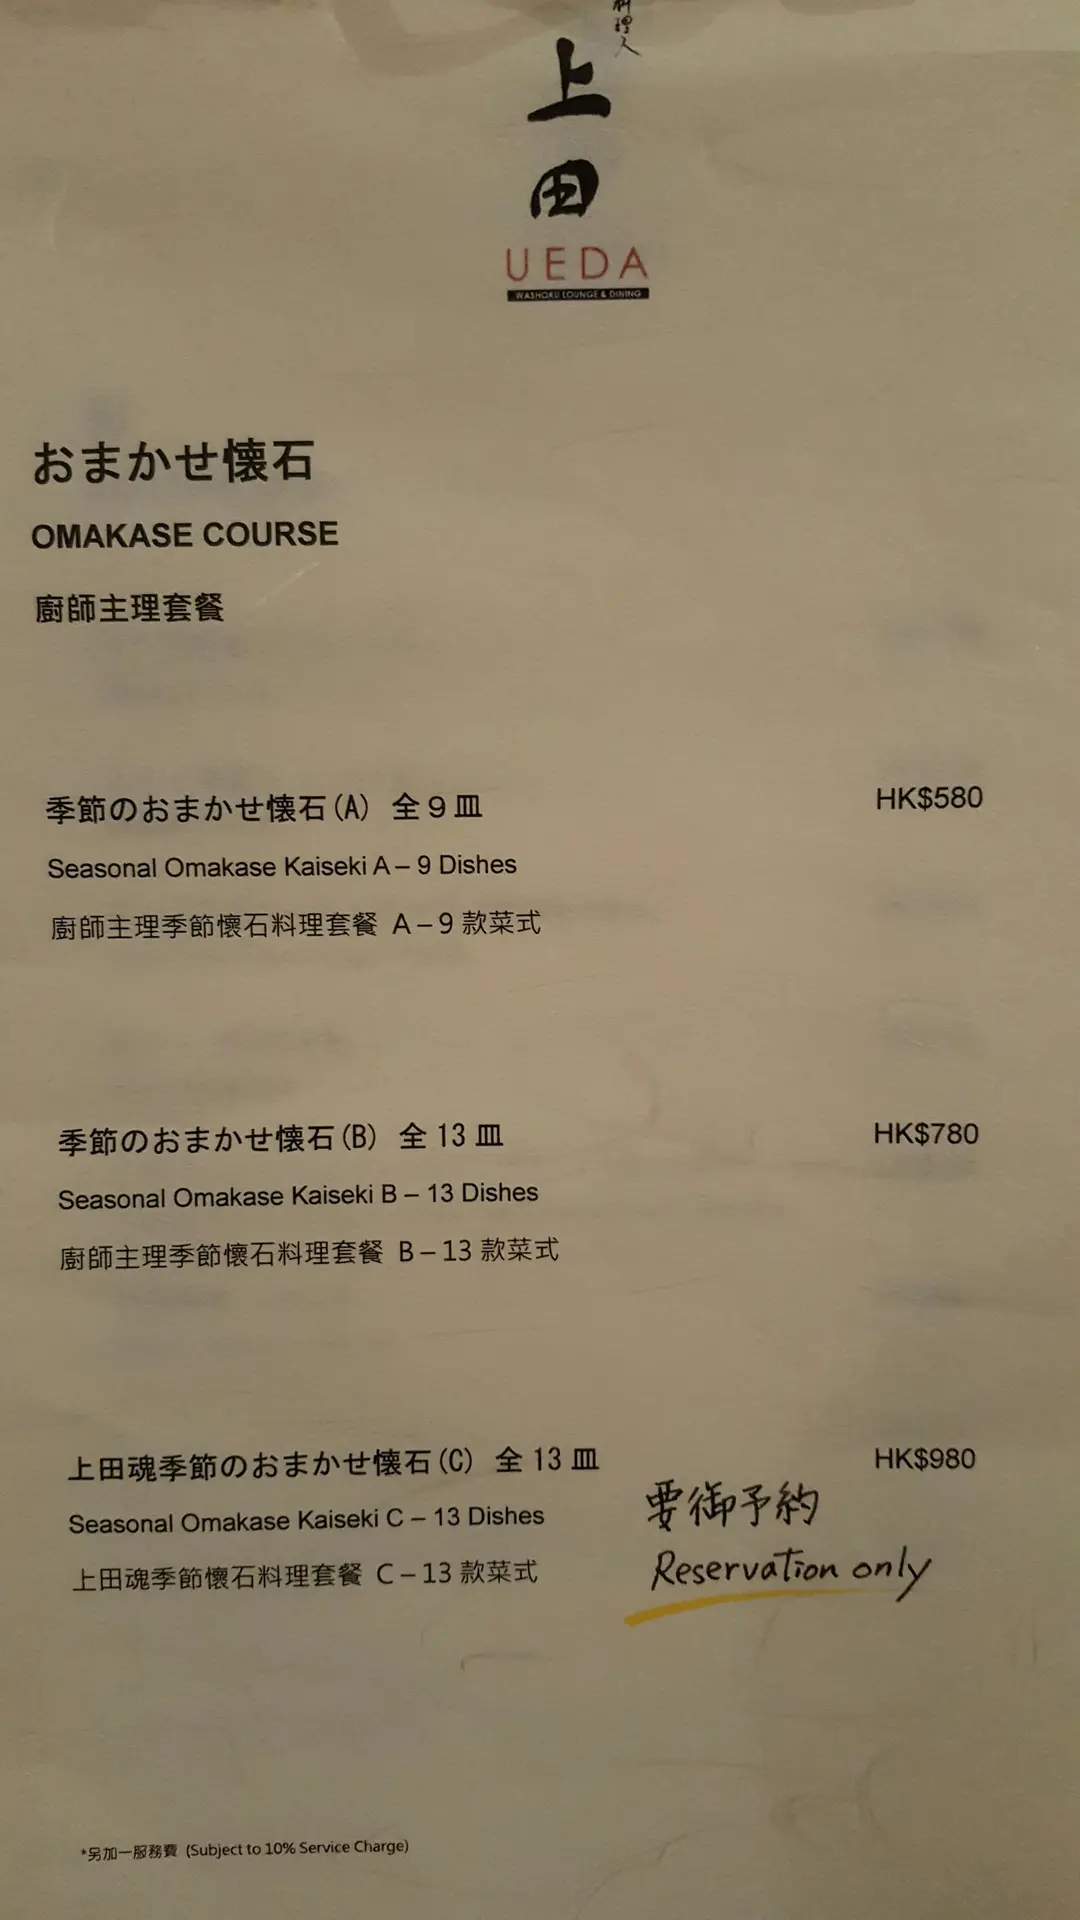 料理人
上田
UEDA
WASHOKU LOUNGE & DINING
おまかせ懐石
OMAKASE COURSE
廚師主理套餐
季節のおまかせ懐石(A) 全9皿 HK$580
Seasonal Omakase Kaiseki A – 9 Dishes
廚師主理季節懷石料理套餐 A – 9 款菜式
季節のおまかせ懐石(B) 全13皿 HK$780
Seasonal Omakase Kaiseki B – 13 Dishes
廚師主理季節懷石料理套餐 B – 13 款菜式
上田魂季節のおまかせ懐石(C) 全13皿 HK$980
要御予約
Seasonal Omakase Kaiseki C – 13 Dishes
Reservation only
上田魂季節懷石料理套餐 C – 13 款菜式
*另加一服務費 (Subject to 10% Service Charge)